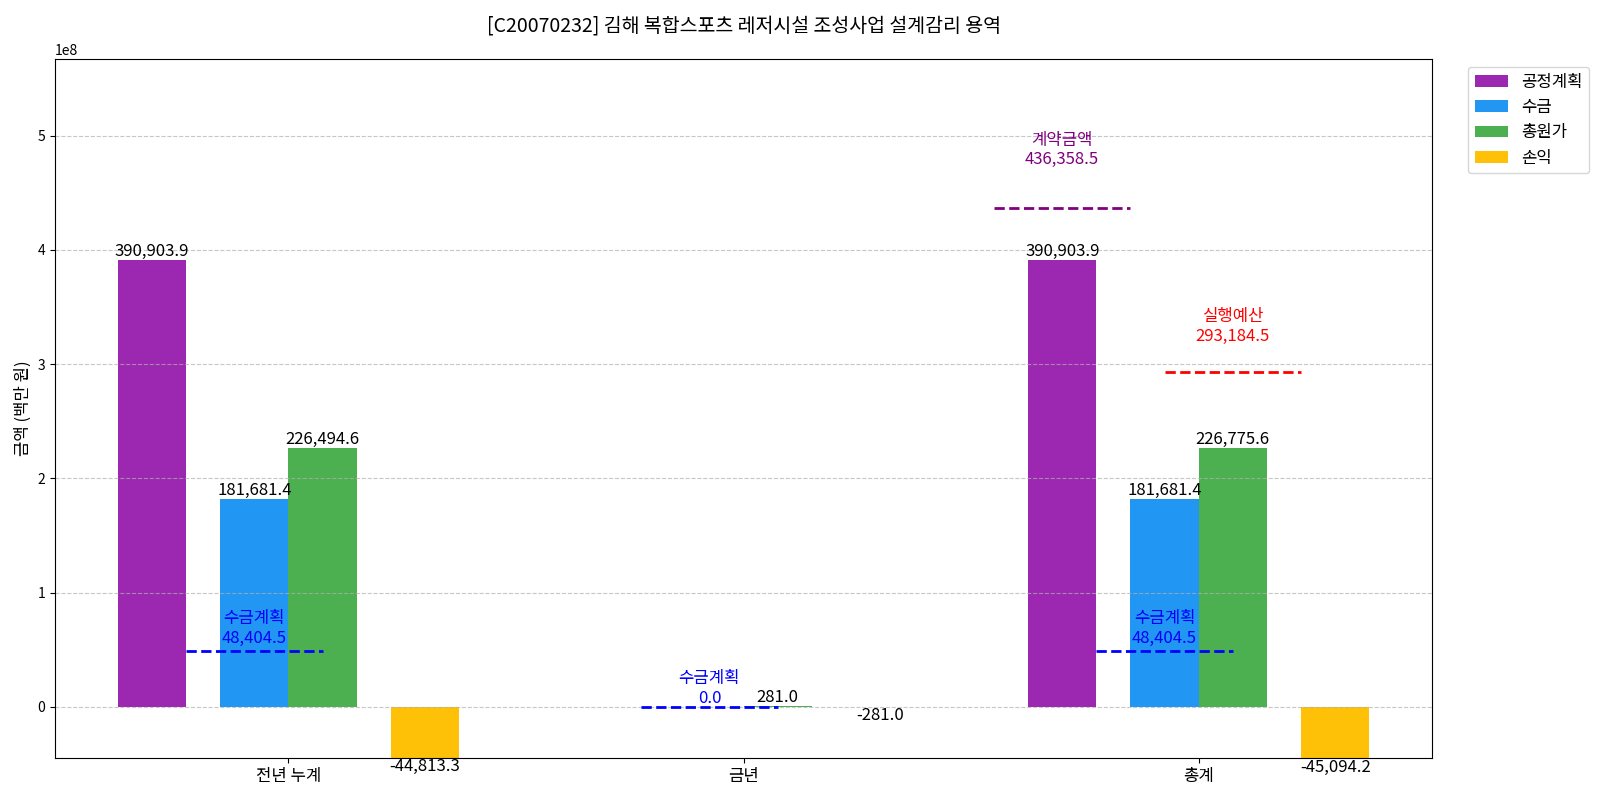 [C20070232] 김해 복합스포츠 레저시설 조성사업 설계감리 용역
1e8
공정계획
수금
총원가
손익
금액 (백만 원)
5
4
3
2
1
0
390,903.9
181,681.4
226,494.6
수금계획
48,404.5
-44,813.3
수금계획
0.0
281.0
-281.0
계약금액
436,358.5
390,903.9
실행예산
293,184.5
181,681.4
226,775.6
수금계획
48,404.5
-45,094.2
전년 누계
금년
총계